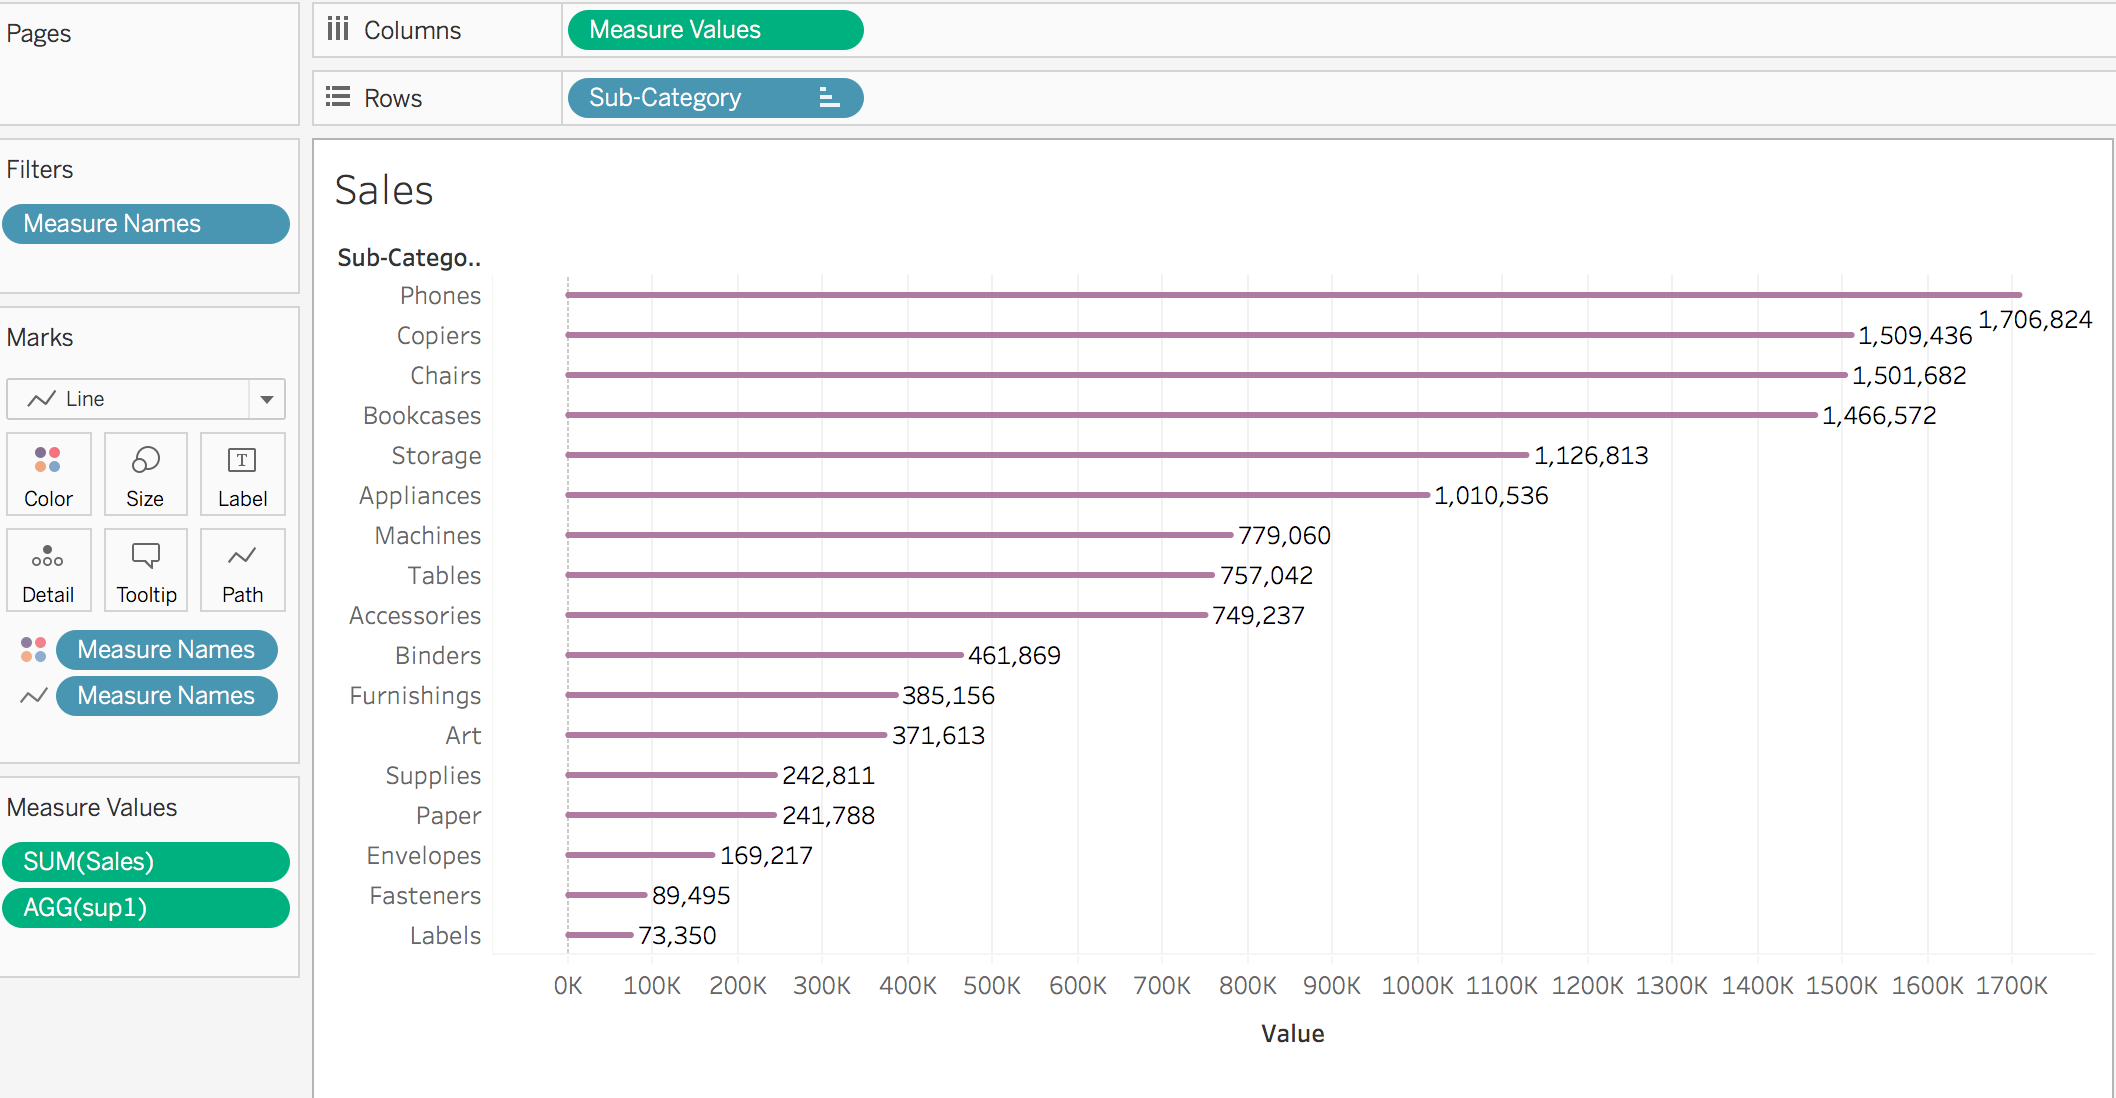 Pages
Columns
Measure Values
Rows
Sub-Category
Filters
Measure Names
Marks
Line
Color
Size
T
Label
Detail
Tooltip
Path
Measure Names
Measure Names
Measure Values
SUM(Sales)
AGG(sup1)
Sales
Sub-Catego..
Phones
1,706,824
Copiers
1,509,436
Chairs
1,501,682
Bookcases
1,466,572
Storage
1,126,813
Appliances
1,010,536
Machines
779,060
Tables
757,042
Accessories
749,237
Binders
461,869
Furnishings
385,156
Art
371,613
Supplies
242,811
Paper
241,788
Envelopes
169,217
Fasteners
89,495
Labels
73,350
0K 100K 200K 300K 400K 500K 600K 700K 800K 900K 1000K 1100K 1200K 1300K 1400K 1500K 1600K 1700K
Value